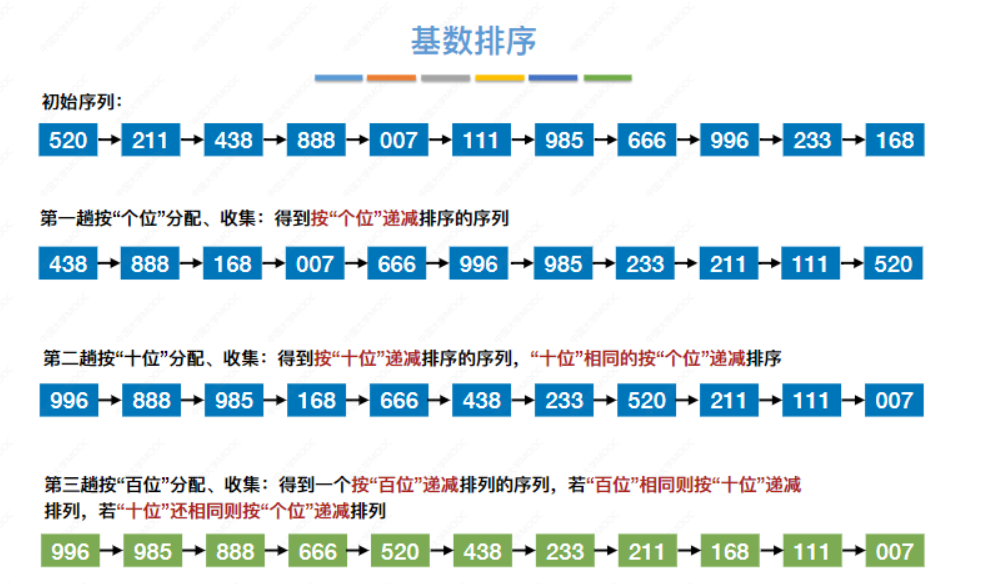 基数排序
初始序列：
520 211 438 888 007 111 985 666 996 233 168
第一趟按“个位”分配、收集：得到按“个位”递减排序的序列
438 888 168 007 666 996 985 233 211 111 520
第二趟按“十位”分配、收集：得到按“十位”递减排序的序列，“十位”相同的按“个位”递减排序
996 888 985 168 666 438 233 520 211 111 007
第三趟按“百位”分配、收集：得到一个按“百位”递减排列的序列，若“百位”相同则按“十位”递减
排列，若“十位”还相同则按“个位”递减排列
996 985 888 666 520 438 233 211 168 111 007